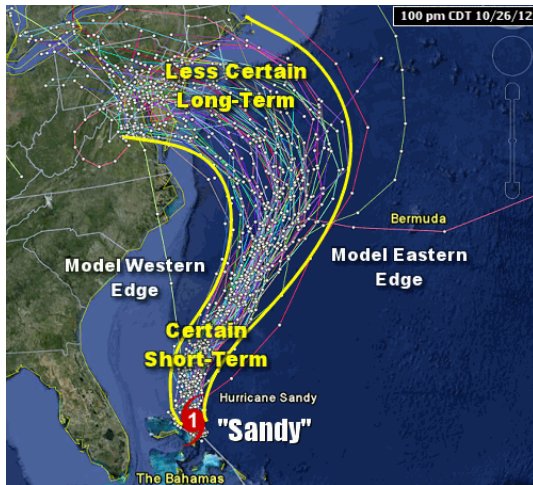 100 pm CDT 10/26/12
Less Certain
Long-Term
Bermuda
Model Western
Edge
Model Eastern
Edge
Certain
Short-Term
Hurricane Sandy
1
"Sandy"
The Bahamas